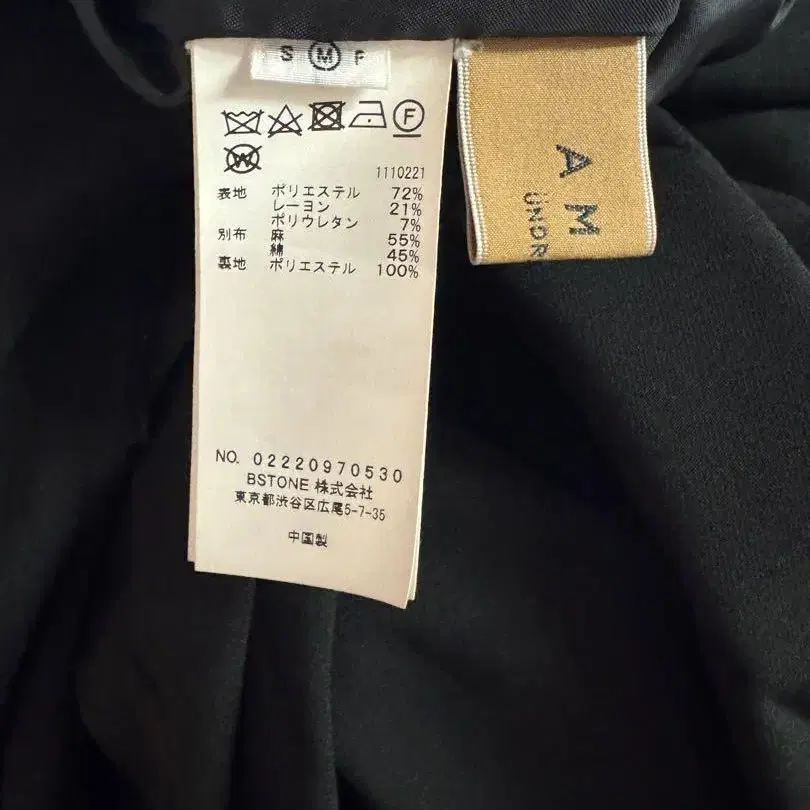 S M F
F
W
1110221
表地 ポリエステル 72%
レーヨン 21%
ポリウレタン 7%
別布 麻 55%
綿 45%
裏地 ポリエステル 100%
NO. 02220970530
BSTONE 株式会社
東京都渋谷区広尾5-7-35
中国製
AM